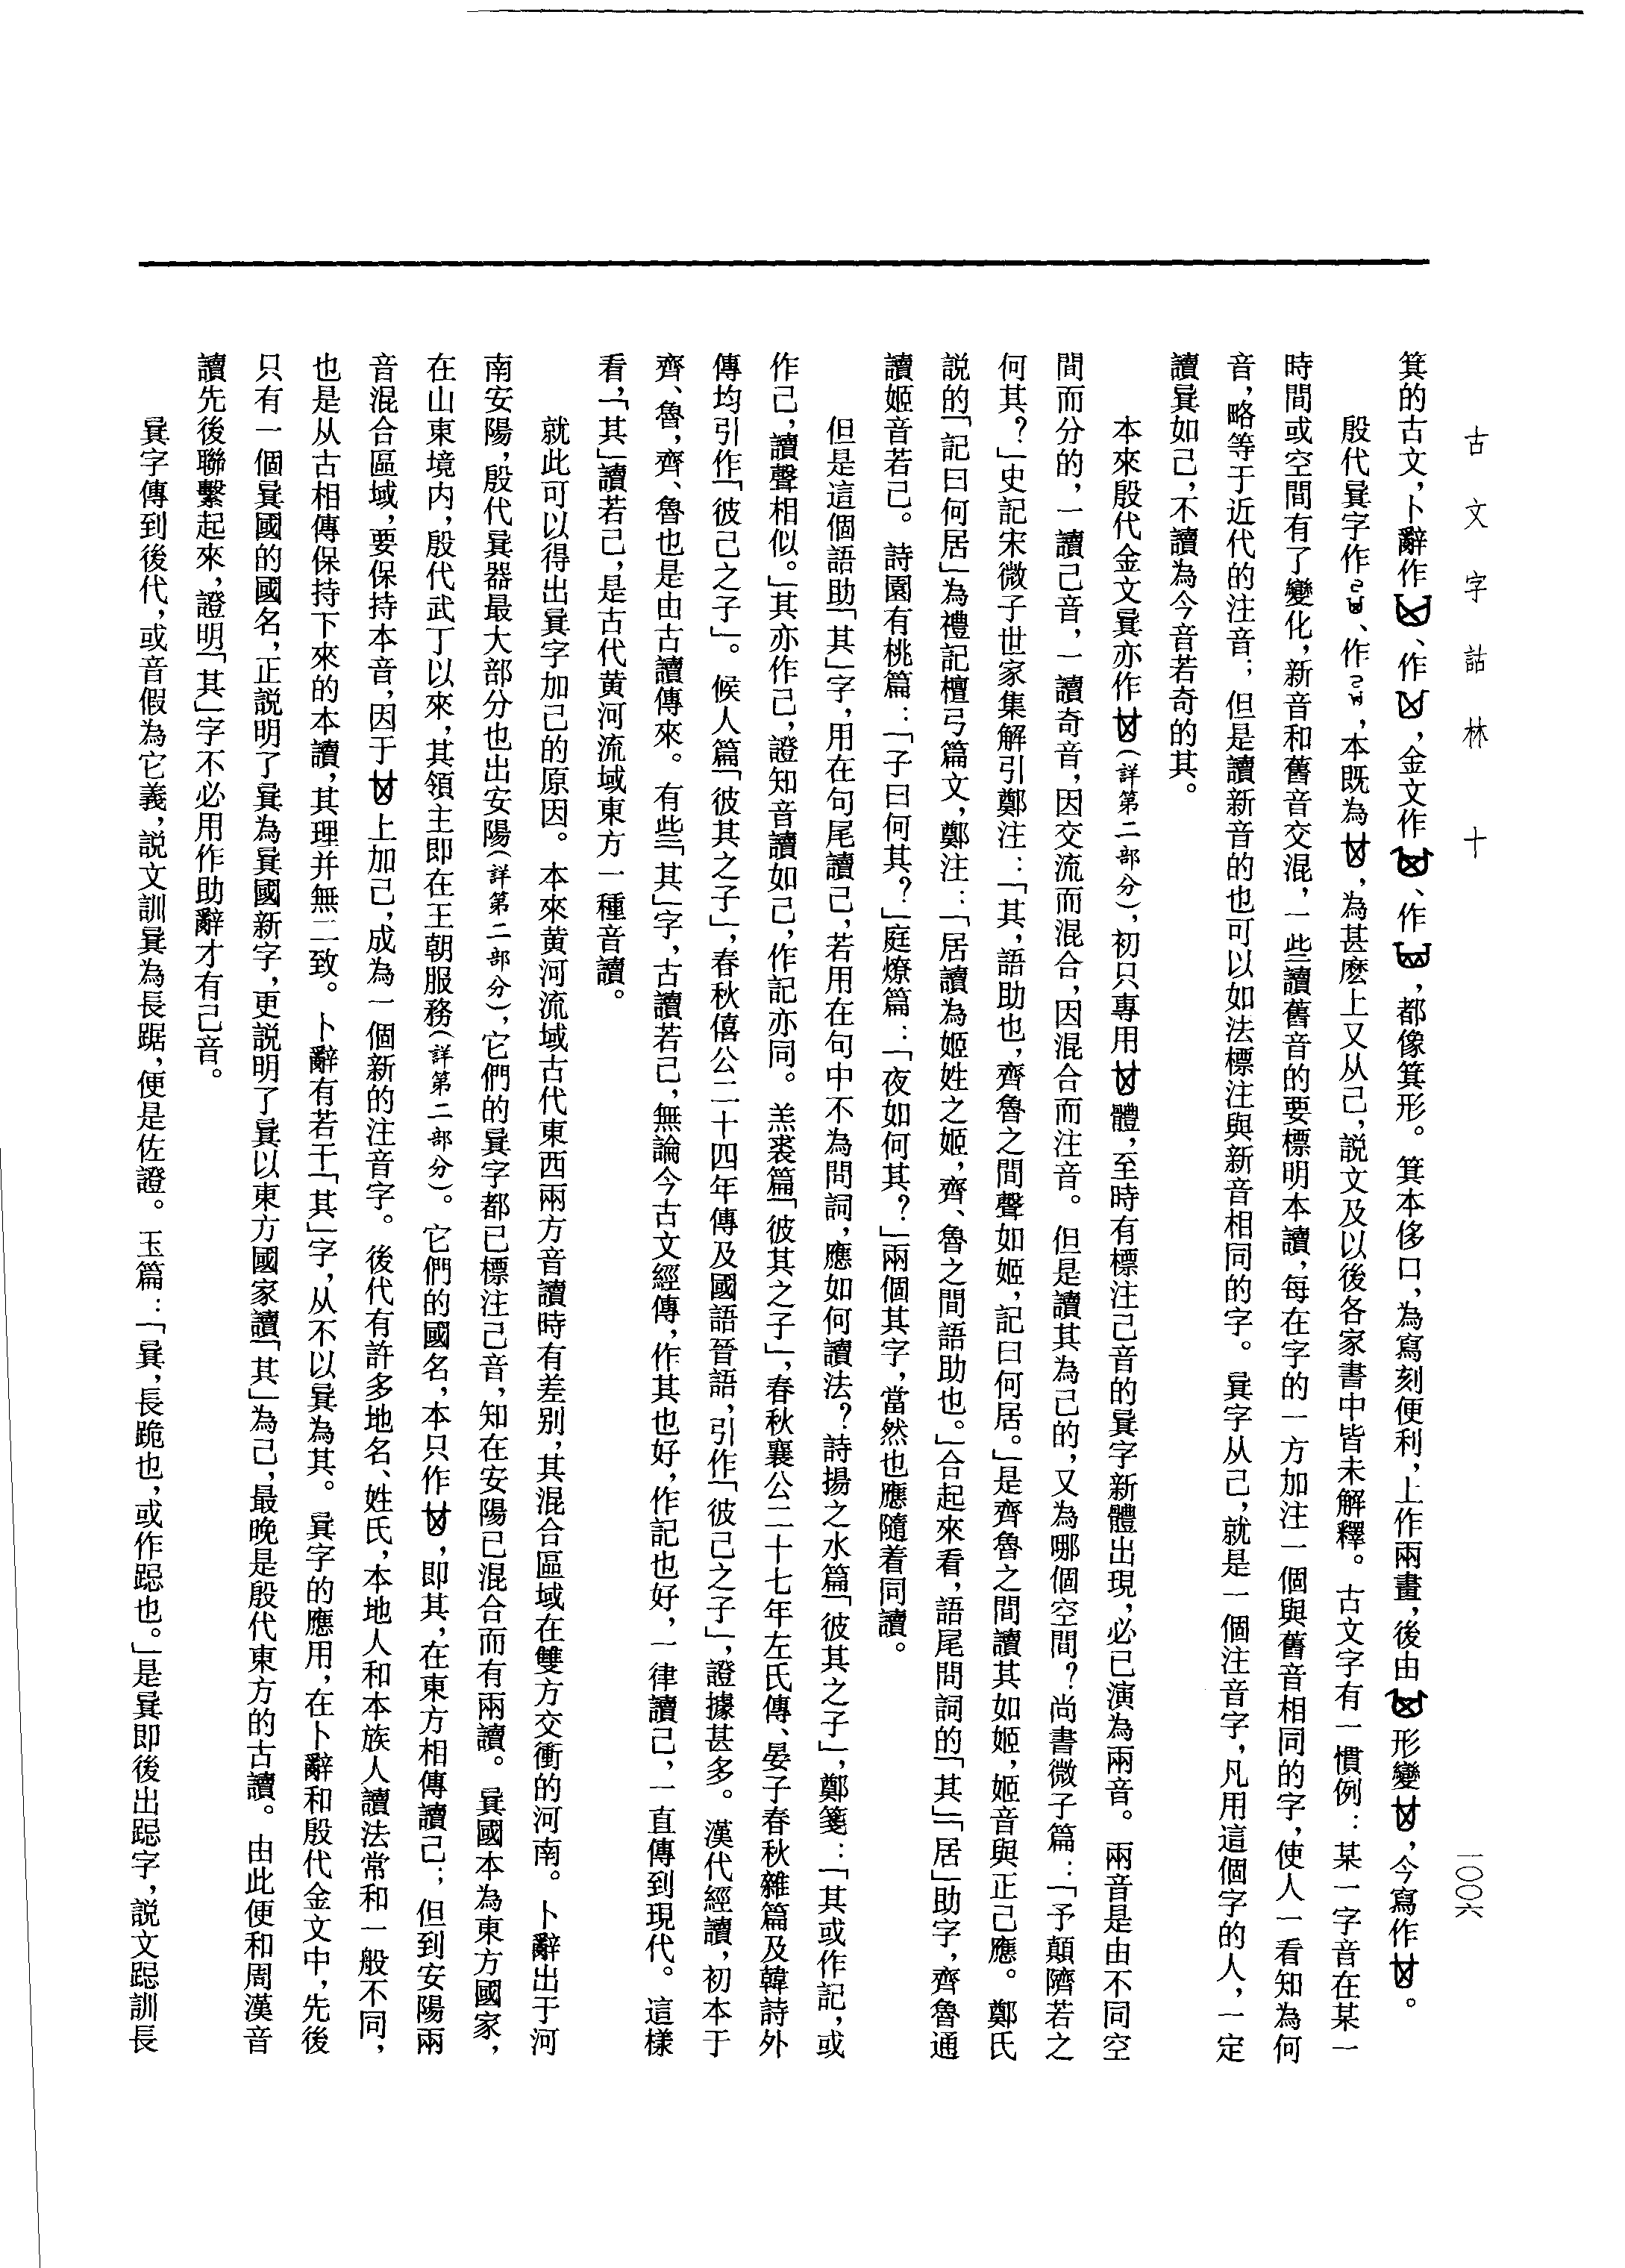 古文字詁林　十
一〇〇六
箕的古文，卜辭作、作，金文作、作，都像箕形。箕本侈口，為寫刻便利，上作兩畫，後由形變，今寫作。
殷代㠱字作、作，本既為，為甚麽上又从己，説文及以後各家書中皆未解釋。古文字有一慣例：某一字音在某一
時間或空間有了變化，新音和舊音交混，一些讀舊音的要標明本讀，每在字的一方加注一個與舊音相同的字，使人一看知為何
音，略等于近代的注音；但是讀新音的也可以如法標注與新音相同的字。㠱字从己，就是一個注音字，凡用這個字的人，一定
讀㠱如己，不讀為今音若奇的其。
本來殷代金文㠱亦作（詳第二部分），初只專用體，至時有標注己音的㠱字新體出現，必已演為兩音。兩音是由不同空
間而分的，一讀己音，一讀奇音，因交流而混合，因混合而注音。但是讀其為己的，又為哪個空間？尚書微子篇：「予顛隮若之
何其？」史記宋微子世家集解引鄭注：「其，語助也，齊魯之間聲如姬，記曰何居。」是齊魯之間讀其如姬，姬音與正己應。鄭氏
説的「記曰何居」為禮記檀弓篇文，鄭注：「居讀為姬姓之姬，齊、魯之間語助也。」合起來看，語尾問詞的「其」「居」助字，齊魯通
讀姬音若己。詩園有桃篇：「子曰何其？」庭燎篇：「夜如何其？」兩個其字，當然也應隨着同讀。
但是這個語助「其」字，用在句尾讀己，若用在句中不為問詞，應如何讀法？詩揚之水篇「彼其之子」，鄭箋：「其或作記，或
作己，讀聲相似。」其亦作己，證知音讀如己，作記亦同。羔裘篇「彼其之子」，春秋襄公二十七年左氏傳、晏子春秋雜篇及韓詩外
傳均引作「彼己之子」。候人篇「彼其之子」，春秋僖公二十四年傳及國語晉語，引作「彼己之子」，證據甚多。漢代經讀，初本于
齊、魯，齊、魯也是由古讀傳來。有些「其」字，古讀若己，無論今古文經傳，作其也好，作記也好，一律讀己，一直傳到現代。這樣
看，「其」讀若己，是古代黄河流域東方一種音讀。
就此可以得出㠱字加己的原因。本來黄河流域古代東西兩方音讀時有差别，其混合區域在雙方交衝的河南。卜辭出于河
南安陽，殷代㠱器最大部分也出安陽（詳第二部分），它們的㠱字都已標注己音，知在安陽已混合而有兩讀。㠱國本為東方國家，
在山東境内，殷代武丁以來，其領主即在王朝服務（詳第二部分）。它們的國名，本只作，即其，在東方相傳讀己；但到安陽兩
音混合區域，要保持本音，因于上加己，成為一個新的注音字。後代有許多地名、姓氏，本地人和本族人讀法常和一般不同，
也是从古相傳保持下來的本讀，其理并無二致。卜辭有若干「其」字，从不以㠱為其。㠱字的應用，在卜辭和殷代金文中，先後
只有一個㠱國的國名，正説明了㠱為㠱國新字，更説明了㠱以東方國家讀「其」為己，最晚是殷代東方的古讀。由此便和周漢音
讀先後聯繫起來，證明「其」字不必用作助辭才有己音。
㠱字傳到後代，或音假為它義，説文訓㠱為長踞，便是佐證。玉篇：「㠱，長跪也，或作跽也。」是㠱即後出跽字，説文跽訓長